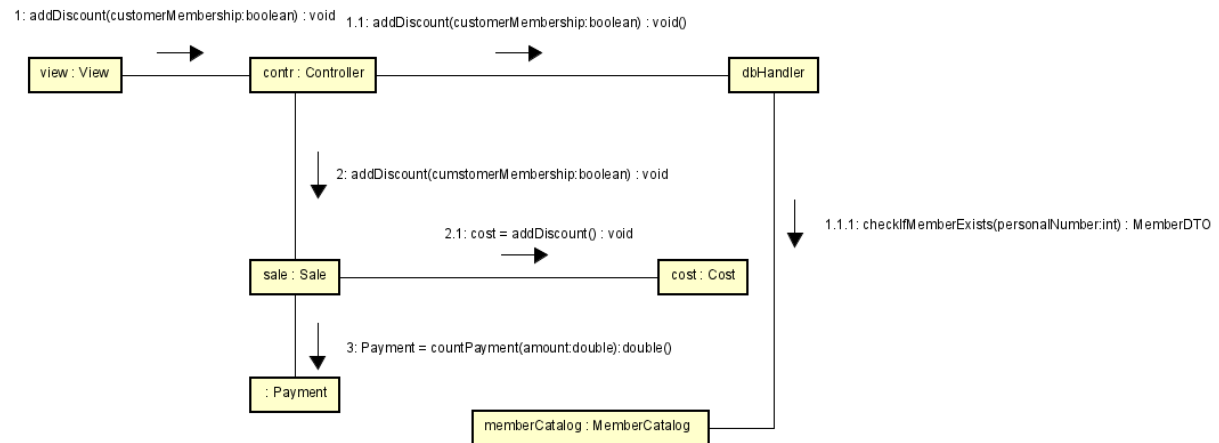 1: addDiscount(customerMembership:boolean) : void
1.1: addDiscount(customerMembership:boolean) : void()
view : View
contr : Controller
dbHandler
2: addDiscount(cumstomerMembership:boolean) : void
1.1.1: checkIfMemberExists(personalNumber:int) : MemberDTO
2.1: cost = addDiscount() : void
sale : Sale
cost : Cost
3: Payment = countPayment(amount:double):double()
: Payment
memberCatalog : MemberCatalog